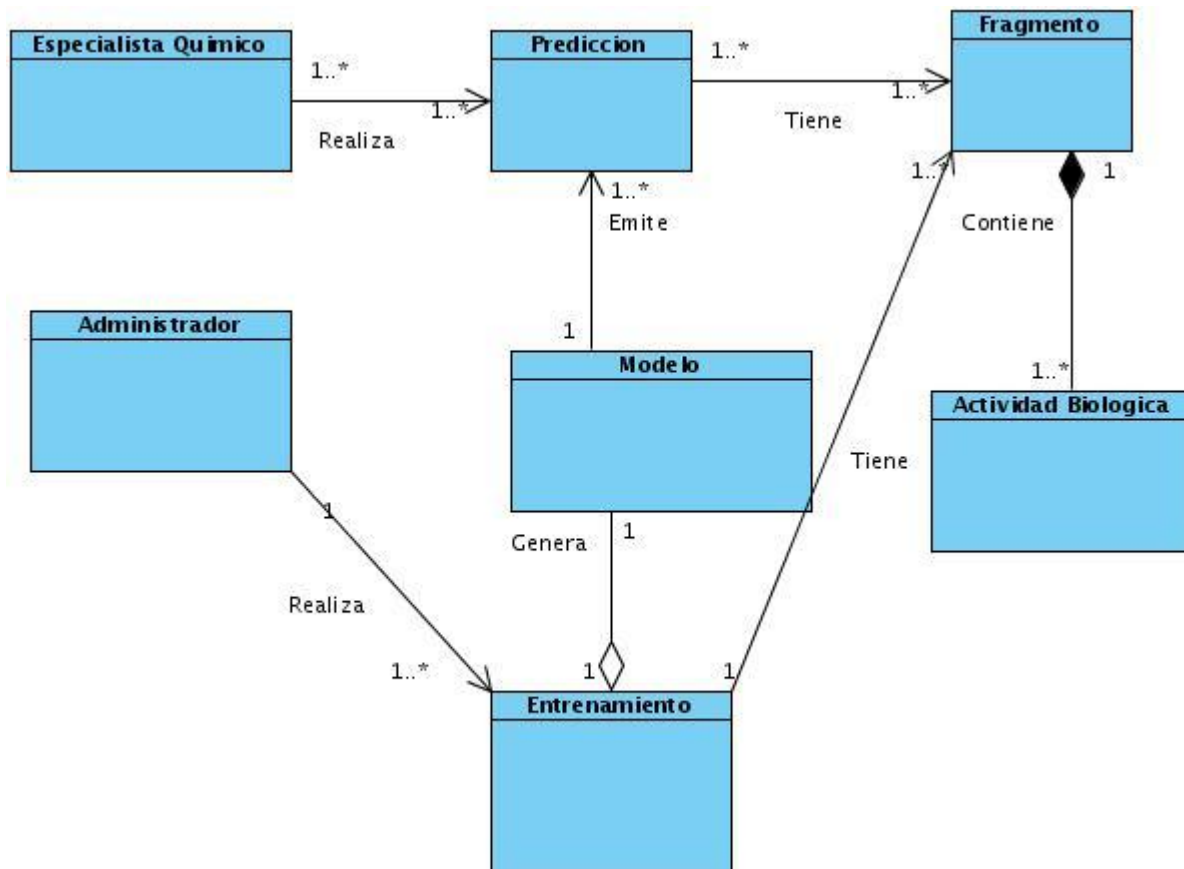 Especialista Quimico
1..*
1..*
Realiza
Prediccion
1..*
1..*
Tiene
Fragmento
1..*
Emite
1..*
1
Contiene
Administrador
1
Modelo
1..*
Actividad Biologica
Tiene
1
Genera
1
Realiza
1..*
1
1
Entrenamiento